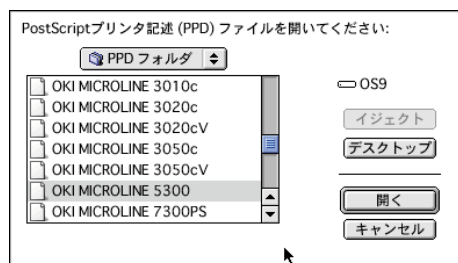 PostScriptプリンタ記述 (PPD) ファイルを開いてください:
PPD フォルダ
OKI MICROLINE 3010c
OKI MICROLINE 3020c
OKI MICROLINE 3020cV
OKI MICROLINE 3050c
OKI MICROLINE 3050cV
OKI MICROLINE 5300
OKI MICROLINE 7300PS
OS9
イジェクト
デスクトップ
開く
キャンセル